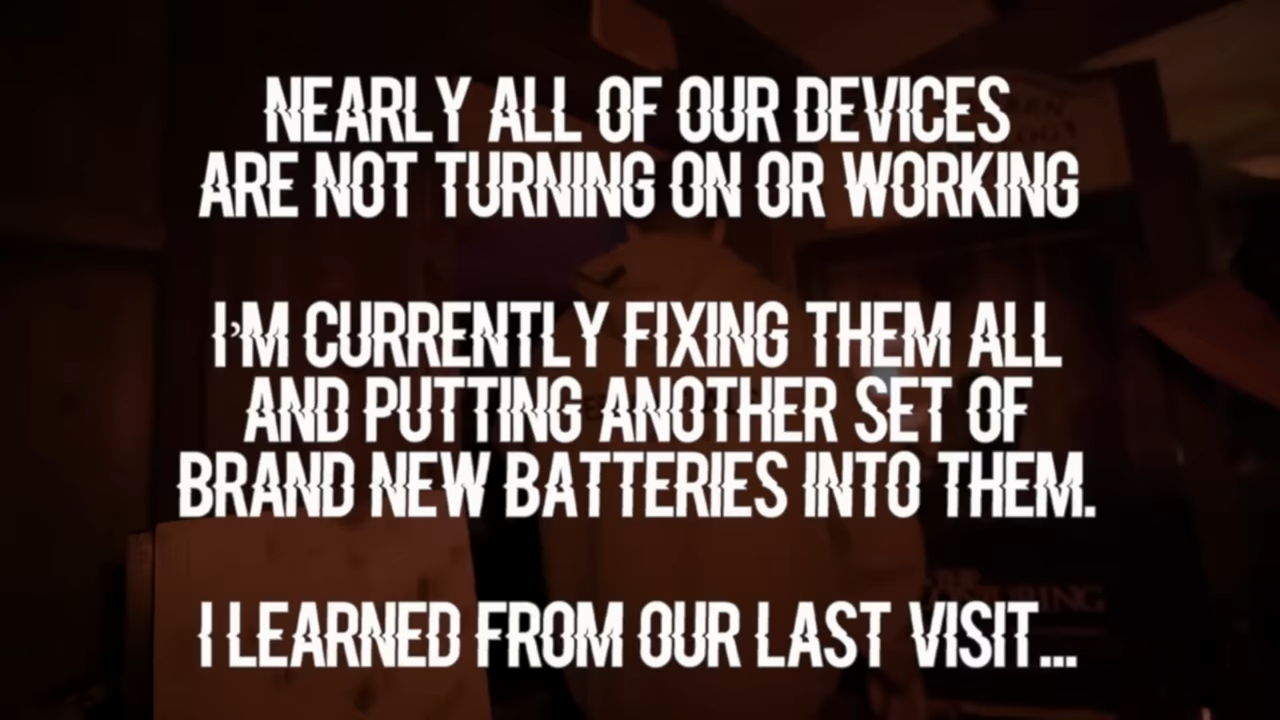 NEARLY ALL OF OUR DEVICES
ARE NOT TURNING ON OR WORKING
I'M CURRENTLY FIXING THEM ALL
AND PUTTING ANOTHER SET OF
BRAND NEW BATTERIES INTO THEM.
I LEARNED FROM OUR LAST VISIT...